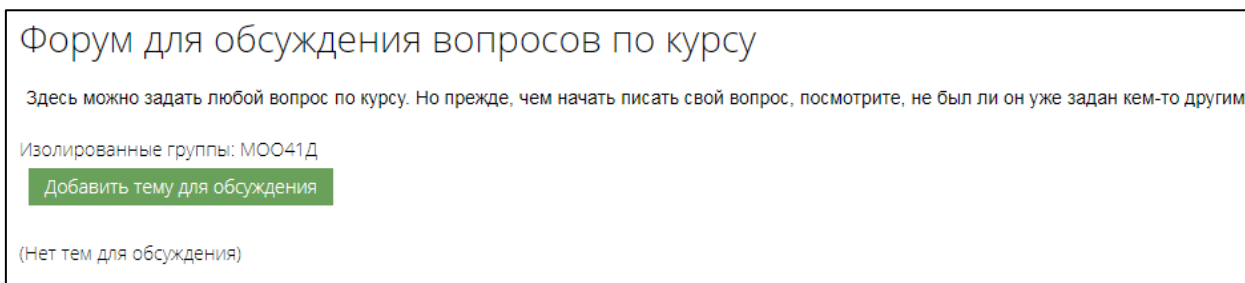 Форум для обсуждения вопросов по курсу
Здесь можно задать любой вопрос по курсу. Но прежде, чем начать писать свой вопрос, посмотрите, не был ли он уже задан кем-то другим
Изолированные группы: МОО41Д
Добавить тему для обсуждения
(Нет тем для обсуждения)